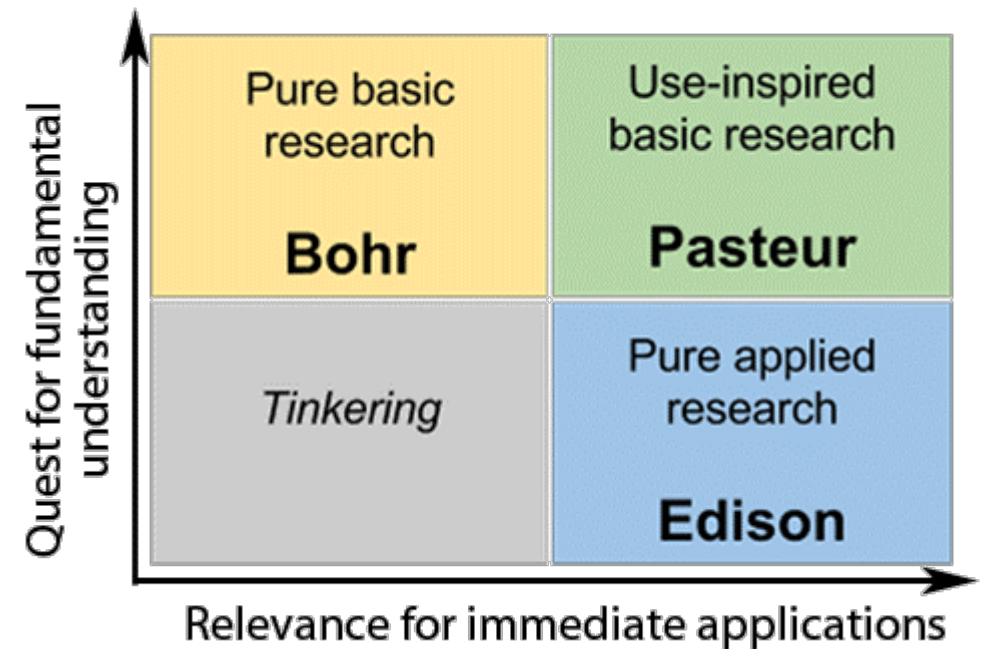 Quest for fundamental
understanding
Pure basic
research
Bohr
Use-inspired
basic research
Pasteur
Tinkering
Pure applied
research
Edison
Relevance for immediate applications